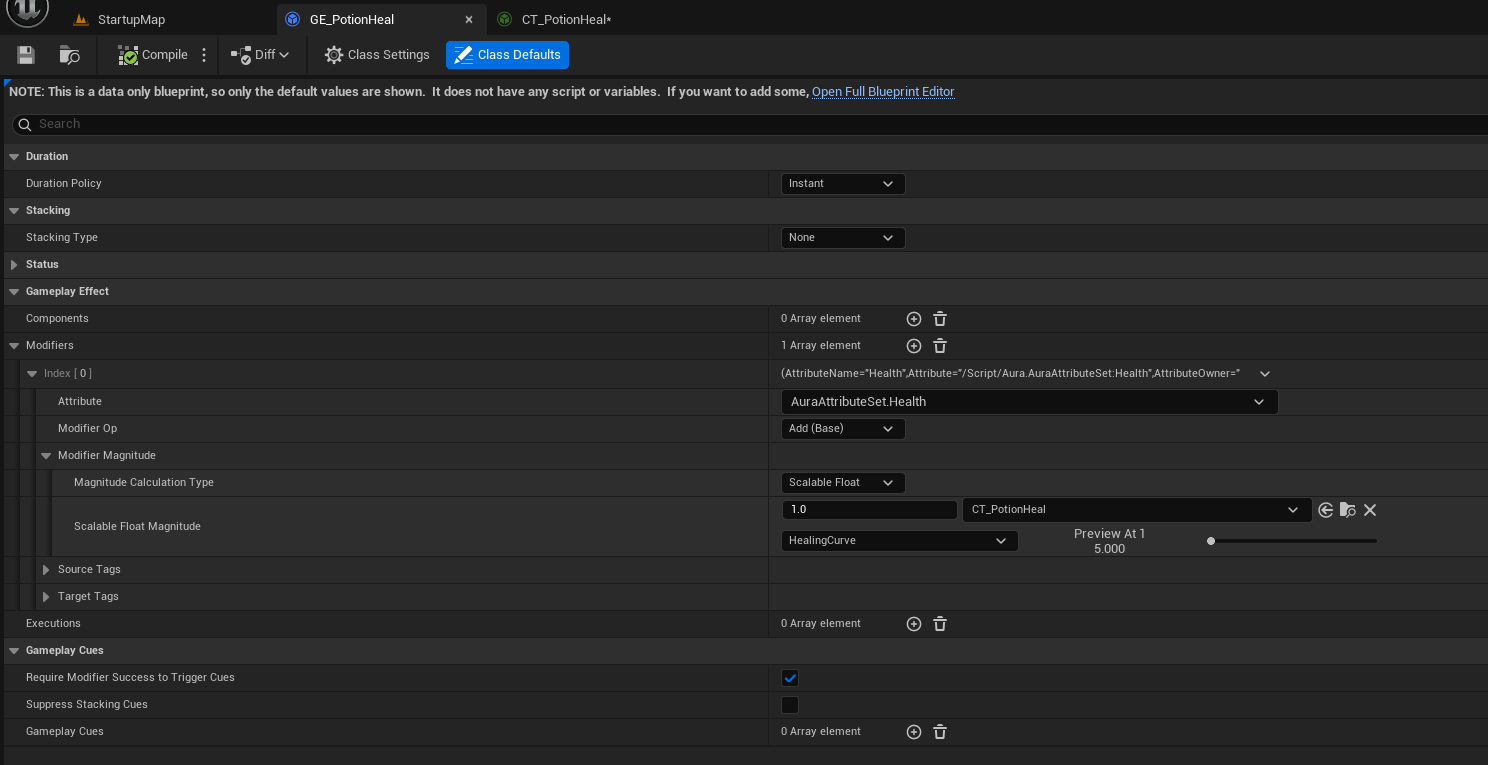 StartupMap
GE_PotionHeal
CT_PotionHeal*
Compile
Diff
Class Settings
Class Defaults
NOTE: This is a data only blueprint, so only the default values are shown. It does not have any script or variables. If you want to add some, Open Full Blueprint Editor
Search
Duration
Duration Policy
Instant
Stacking
Stacking Type
None
Status
Gameplay Effect
Components
0 Array element
Modifiers
1 Array element
Index [ 0 ]
(AttributeName="Health",Attribute="/Script/Aura.AuraAttributeSet:Health",AttributeOwner="
Attribute
AuraAttributeSet.Health
Modifier Op
Add (Base)
Modifier Magnitude
Magnitude Calculation Type
Scalable Float
Scalable Float Magnitude
1.0
CT_PotionHeal
HealingCurve
Preview At 1
5.000
Source Tags
Target Tags
Executions
0 Array element
Gameplay Cues
Require Modifier Success to Trigger Cues
Suppress Stacking Cues
Gameplay Cues
0 Array element